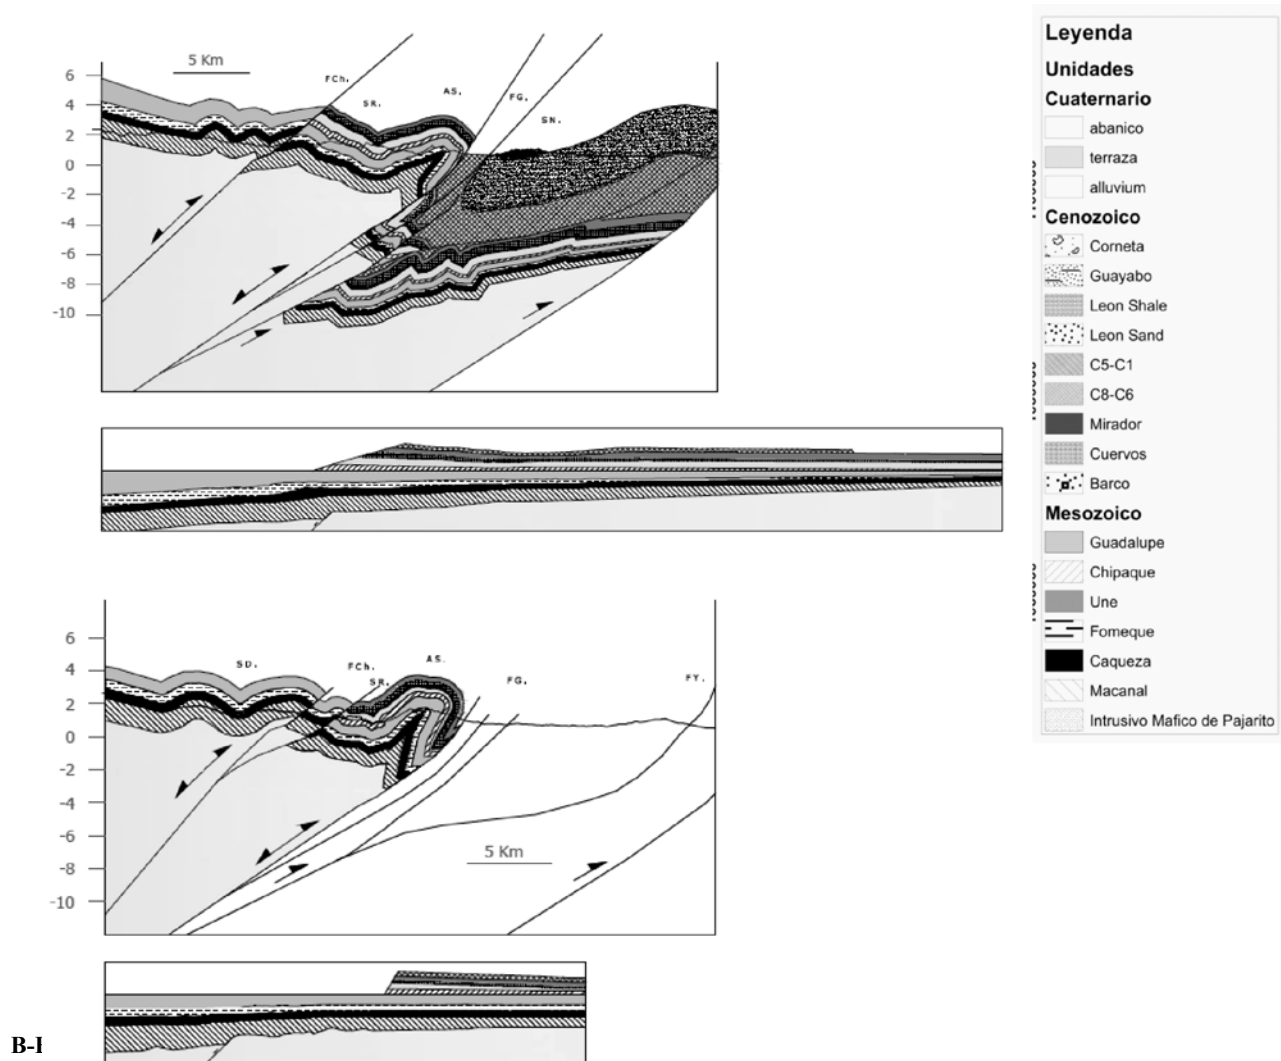 5 Km
FCh.
SR.
AS.
FG.
SN.
6
4
2
0
-2
-4
-6
-8
-10
SD.
FCh.
SR.
AS.
FG.
FY.
6
4
2
0
-2
-4
-6
-8
-10
5 Km
Leyenda
Unidades
Cuaternario
abanico
terraza
alluvium
Cenozoico
Corneta
Guayabo
Leon Shale
Leon Sand
C5-C1
C8-C6
Mirador
Cuervos
Barco
Mesozoico
Guadalupe
Chipaque
Une
Fomeque
Caqueza
Macanal
Intrusivo Mafico de Pajarito